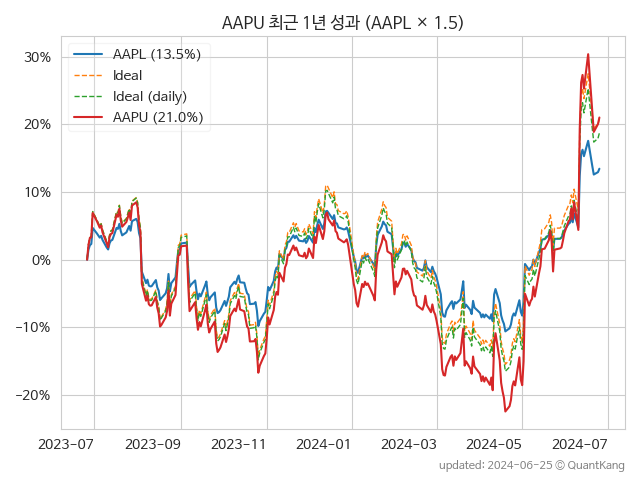 AAPU 최근 1년 성과 (AAPL × 1.5)
AAPL (13.5%)
Ideal
Ideal (daily)
AAPU (21.0%)
30%
20%
10%
0%
−10%
−20%
2023-07
2023-09
2023-11
2024-01
2024-03
2024-05
2024-07
updated: 2024-06-25 ⓒ QuantKang